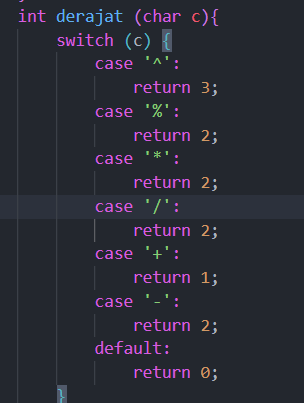 int derajat (char c){
    switch (c) {
        case '^':
            return 3;
        case '%':
            return 2;
        case '*':
            return 2;
        case '/':
            return 2;
        case '+':
            return 1;
        case '-':
            return 2;
        default:
            return 0;
    }